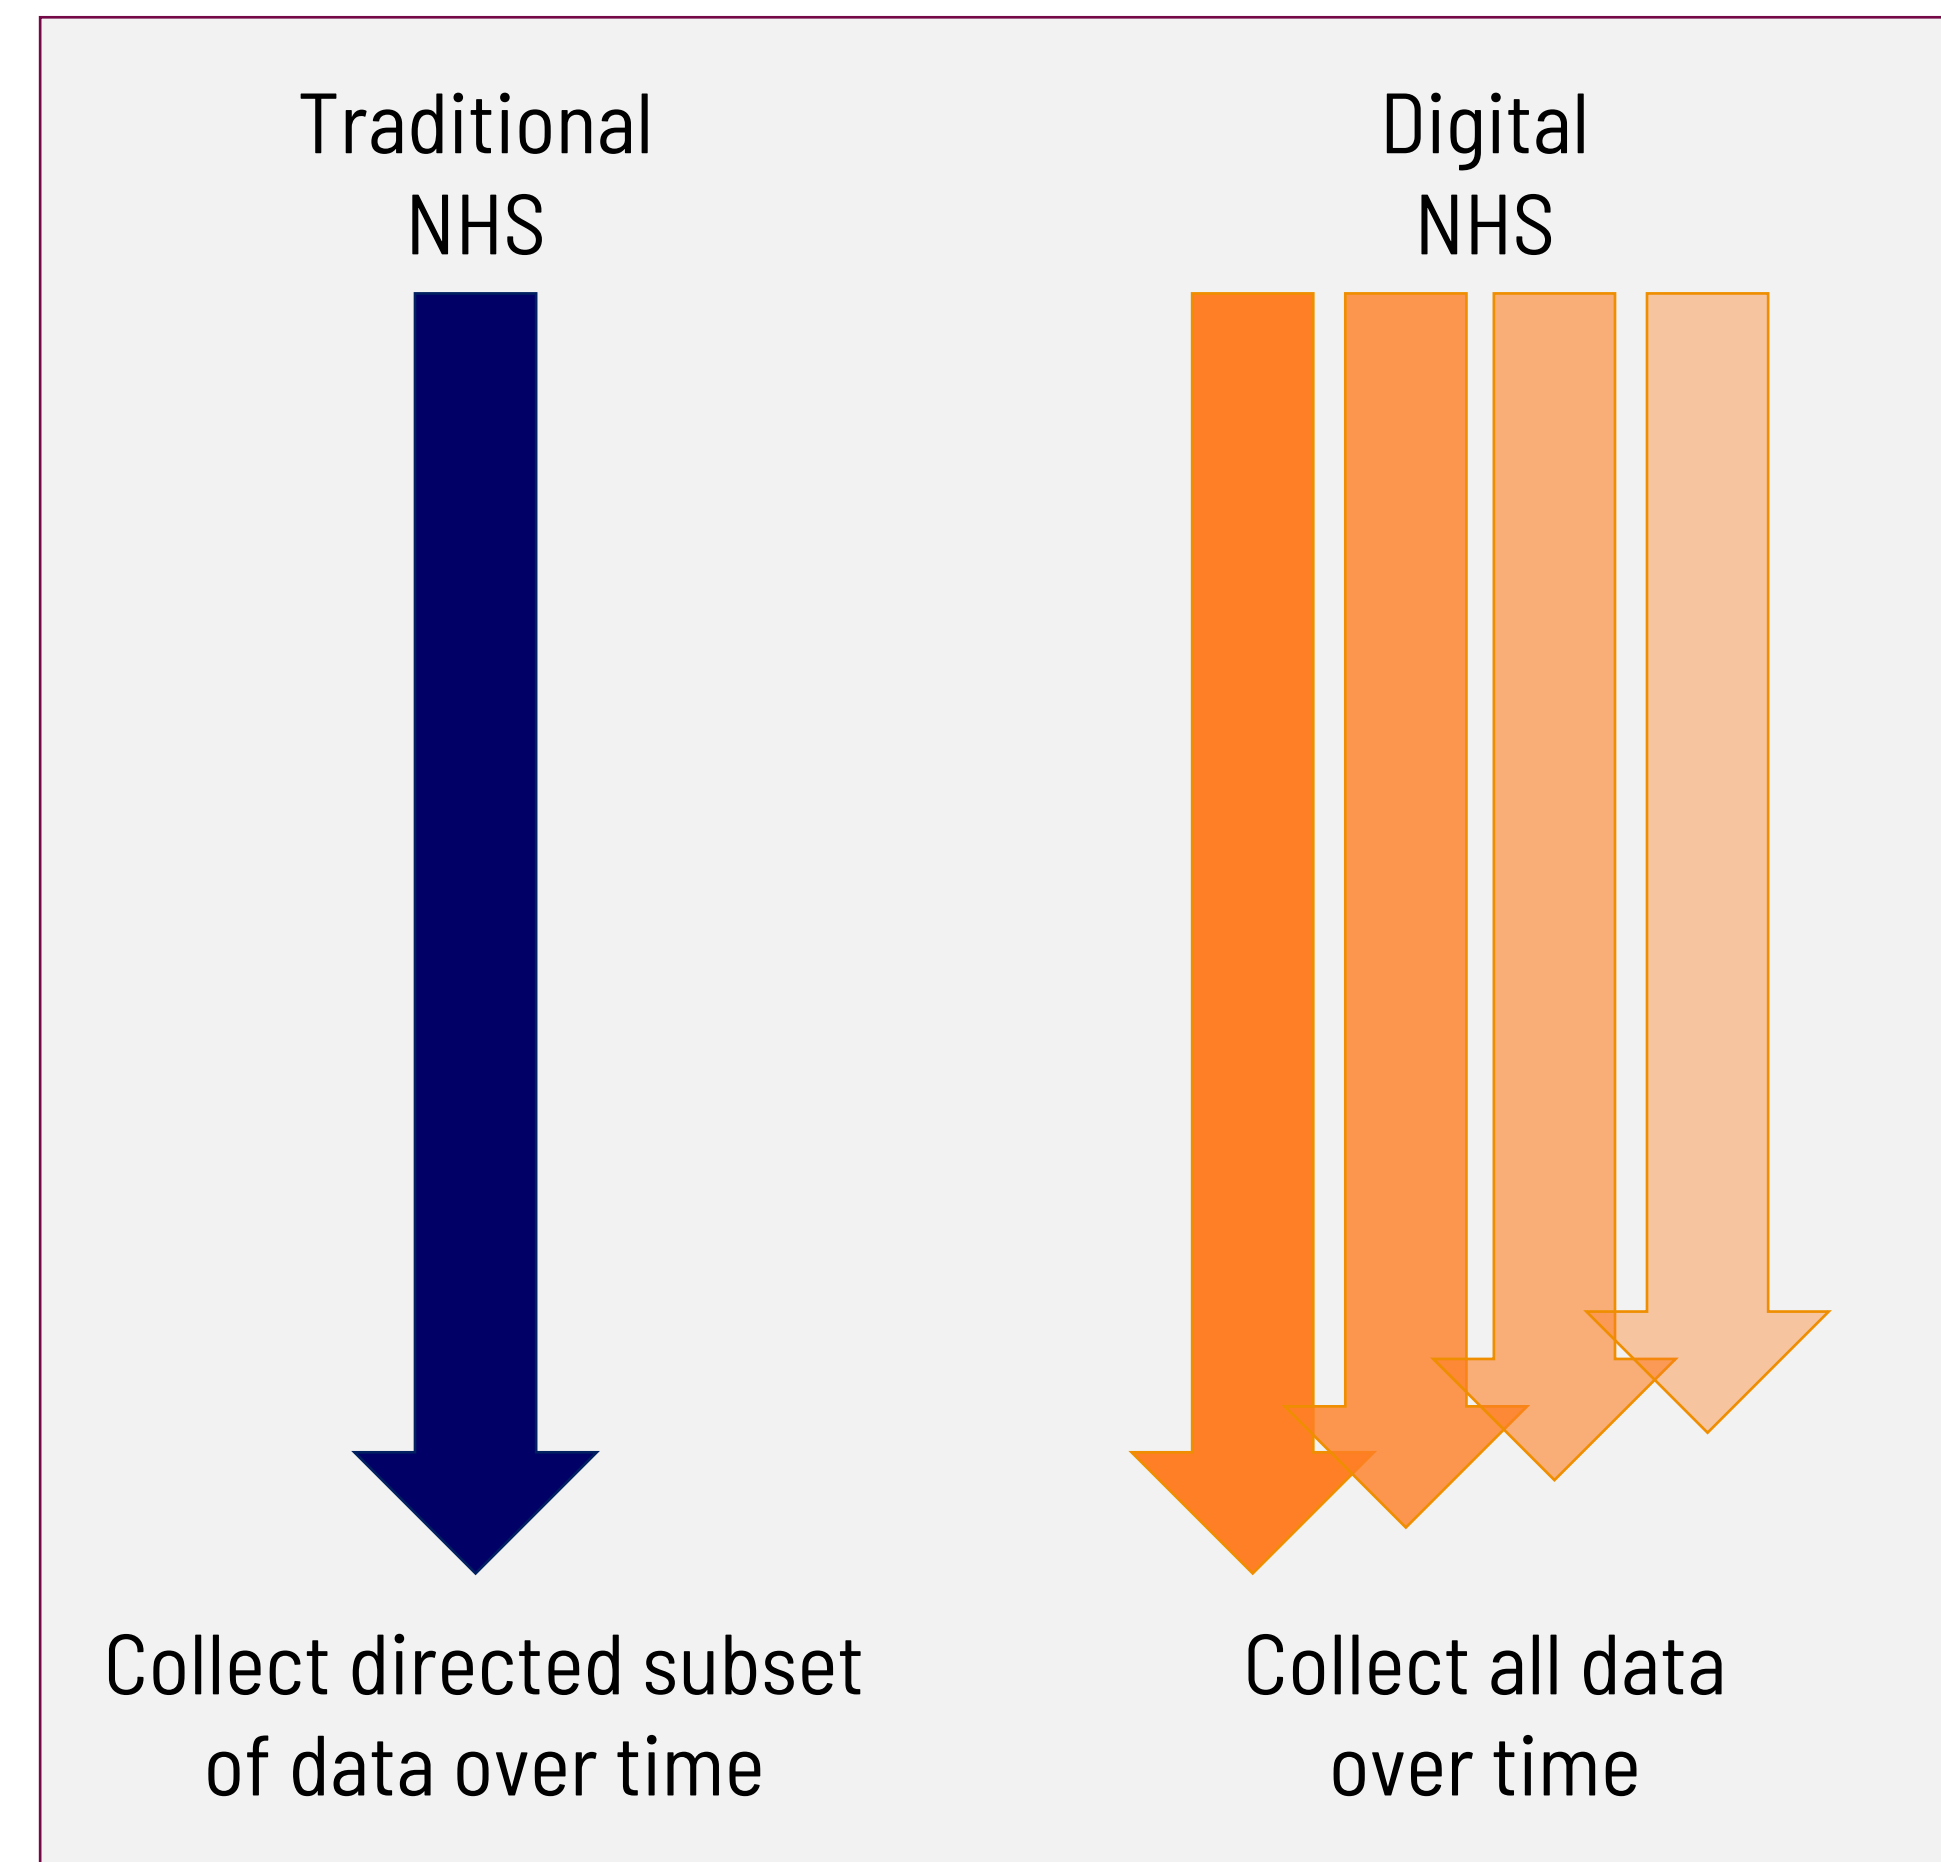 Traditional
NHS
Digital
NHS
Collect directed subset
of data over time
Collect all data
over time